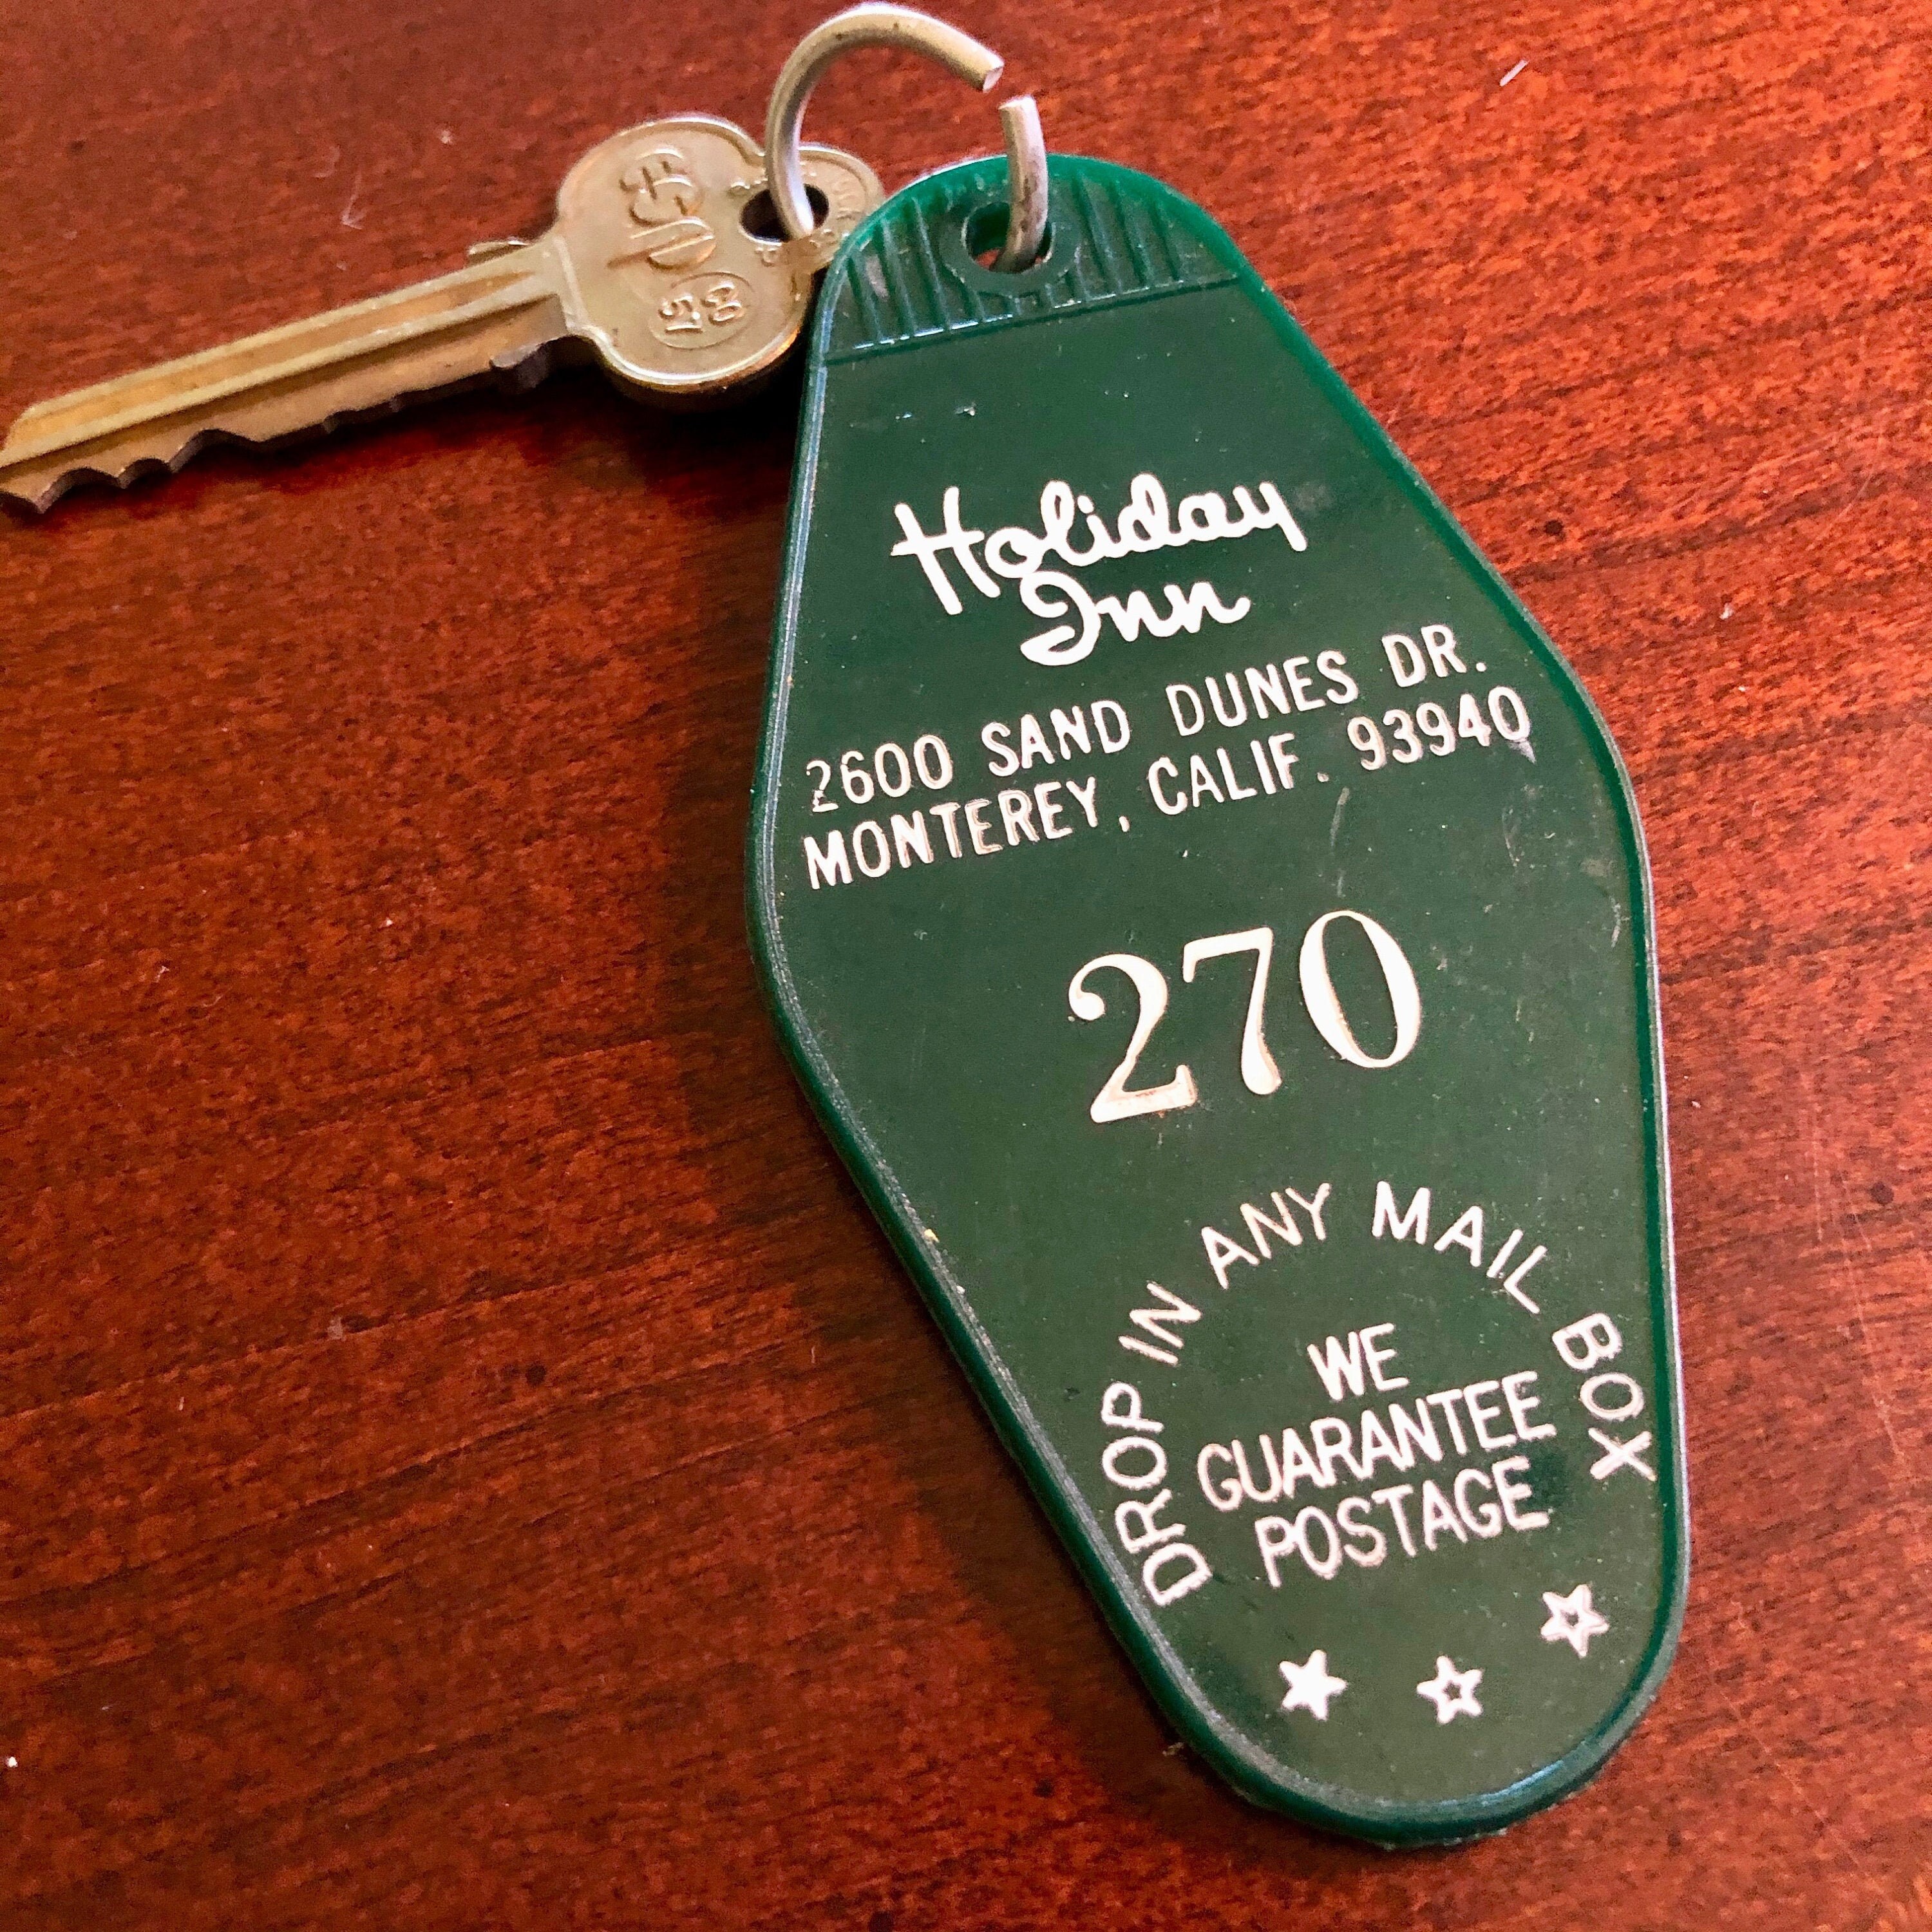 Holiday
Inn
2600 SAND DUNES DR.
MONTEREY, CALIF. 93940
270
DROP IN ANY MAIL BOX
WE
GUARANTEE
POSTAGE